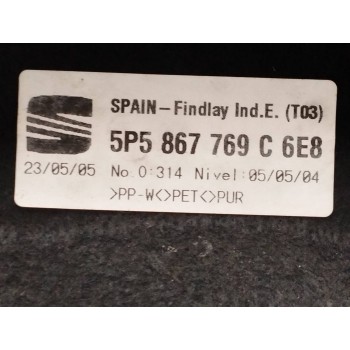 SPAIN - Findlay Ind.E. (T03)
5P5 867 769 C 6E8
23/05/05 No.0:314 Nivel:05/05/04
>PP-W<>PET<>PUR